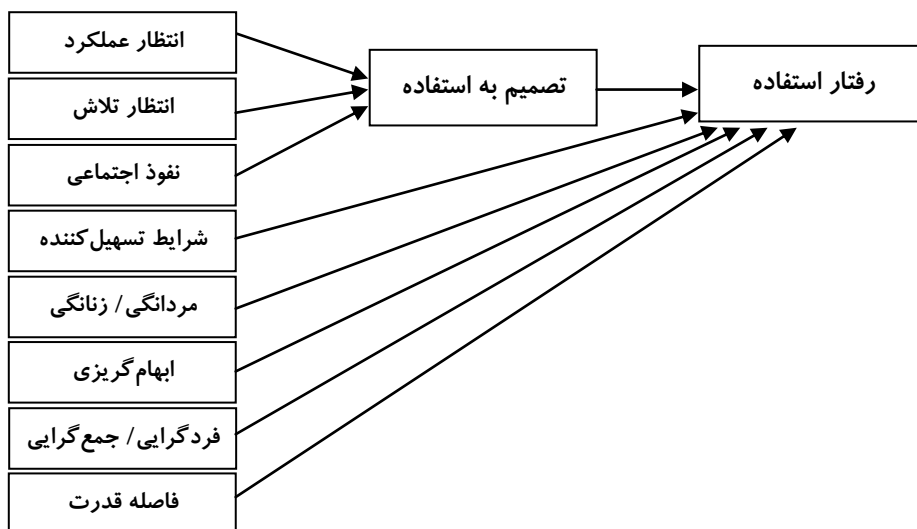 انتظار عملکرد
انتظار تلاش
نفوذ اجتماعی
شرایط تسهیل‌کننده
مردانگی/ زنانگی
ابهام‌گریزی
فردگرایی/ جمع‌گرایی
فاصله قدرت
تصمیم به استفاده
رفتار استفاده